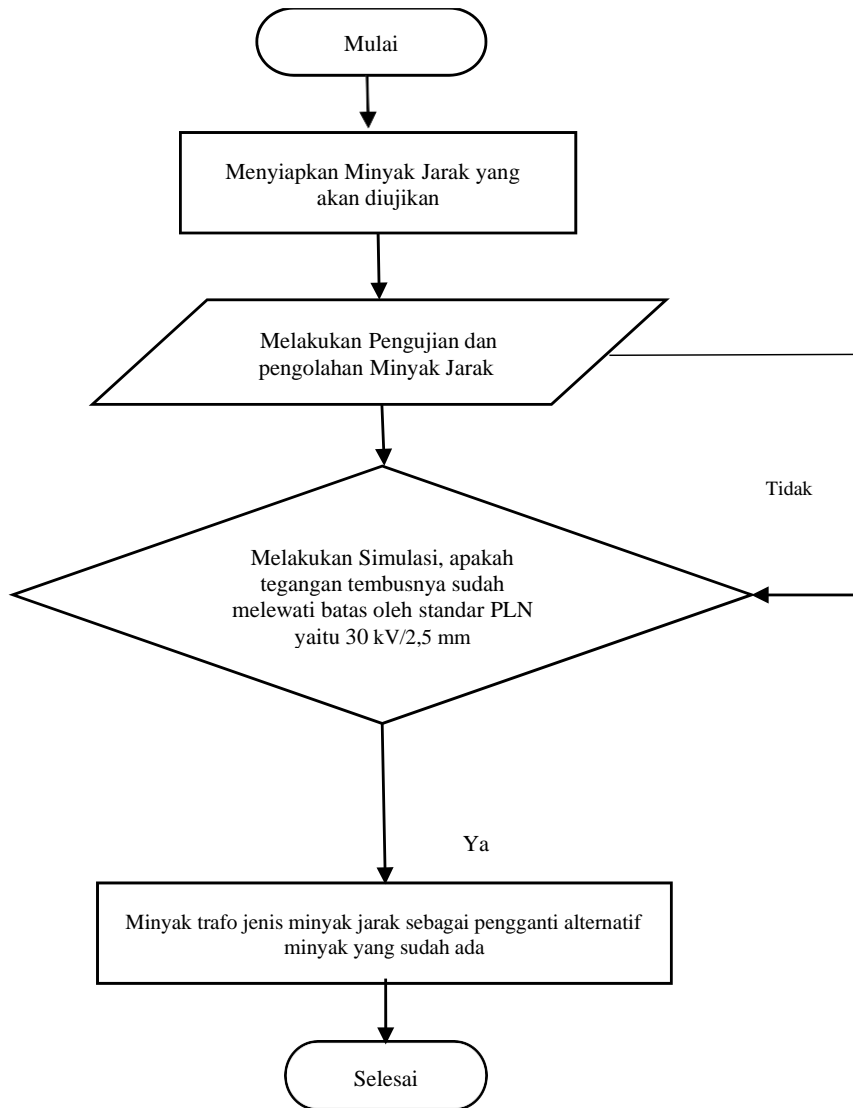 Mulai
Menyiapkan Minyak Jarak yang
akan diujikan
Melakukan Pengujian dan
pengolahan Minyak Jarak
Tidak
Melakukan Simulasi, apakah
tegangan tembusnya sudah
melewati batas oleh standar PLN
yaitu 30 kV/2,5 mm
Ya
Minyak trafo jenis minyak jarak sebagai pengganti alternatif
minyak yang sudah ada
Selesai